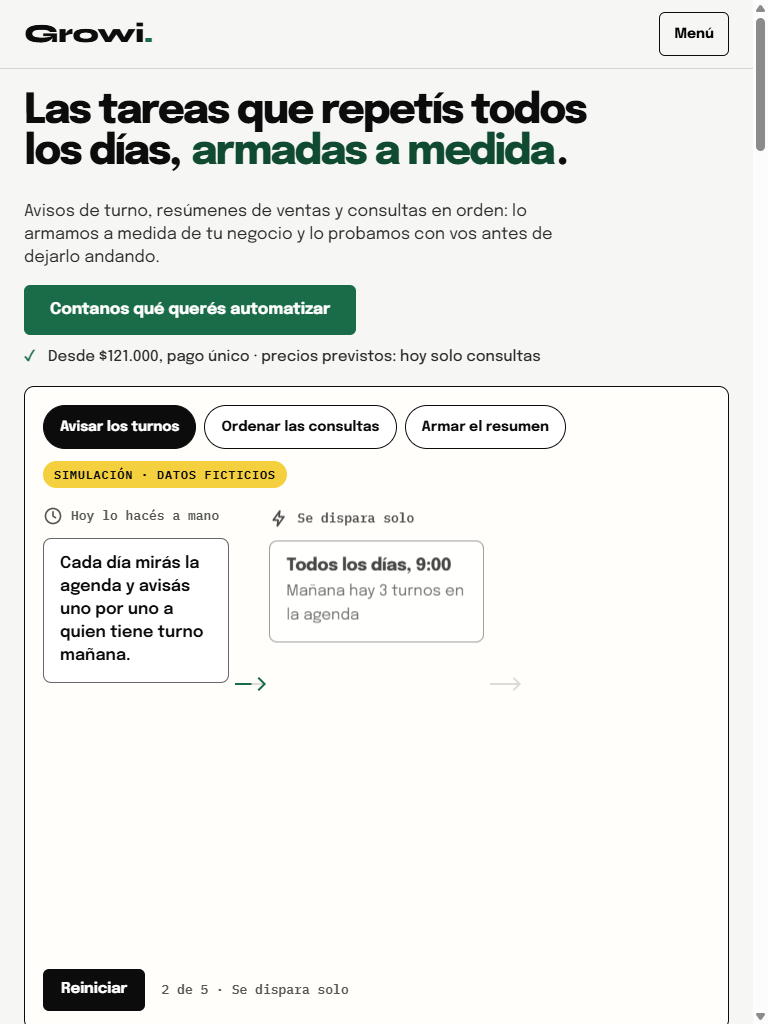 Growi.
Menú
Las tareas que repetís todos
los días, armadas a medida.
Avisos de turno, resúmenes de ventas y consultas en orden: lo
armamos a medida de tu negocio y lo probamos con vos antes de
dejarlo andando.
Contanos qué querés automatizar
✓ Desde $121.000, pago único · precios previstos: hoy solo consultas
Avisar los turnos
Ordenar las consultas
Armar el resumen
SIMULACIÓN · DATOS FICTICIOS
Hoy lo hacés a mano
Cada día mirás la
agenda y avisás
uno por uno a
quien tiene turno
mañana.
Se dispara solo
Todos los días, 9:00
Mañana hay 3 turnos en
la agenda
Reiniciar
2 de 5 · Se dispara solo